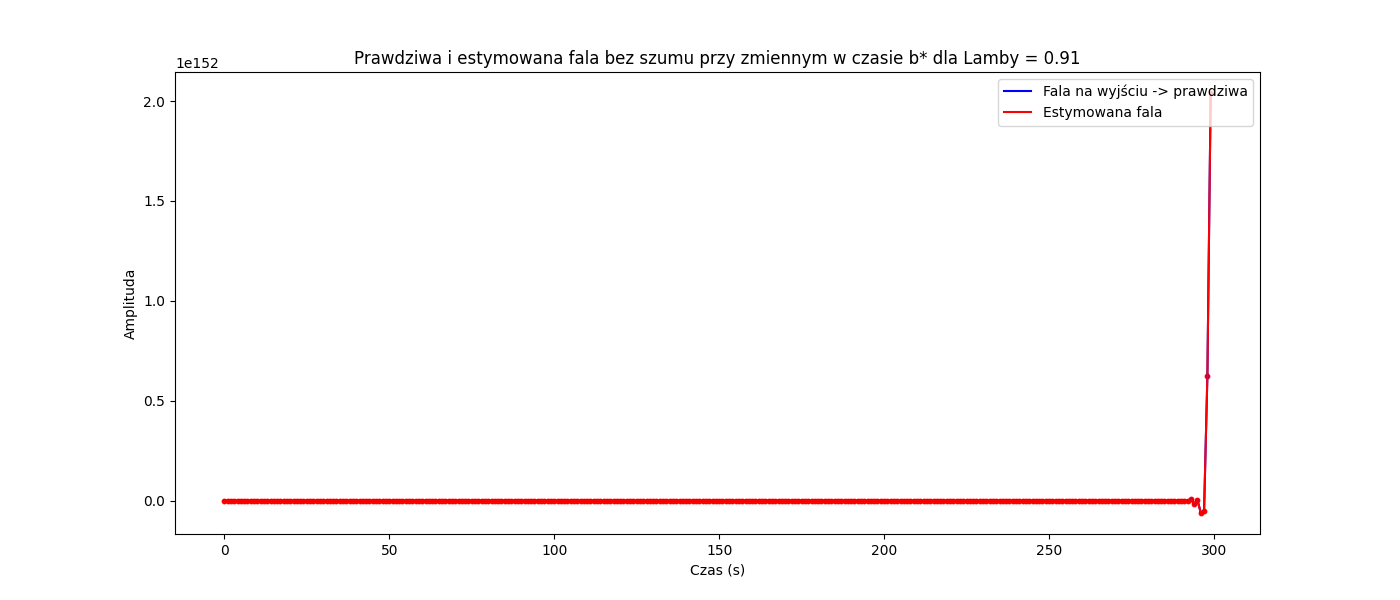 Prawdziwa i estymowana fala bez szumu przy zmiennym w czasie b* dla Lamby = 0.91
1e152
Fala na wyjściu -> prawdziwa
Estymowana fala
2.0
1.5
1.0
0.5
0.0
Amplituda
0 50 100 150 200 250 300
Czas (s)